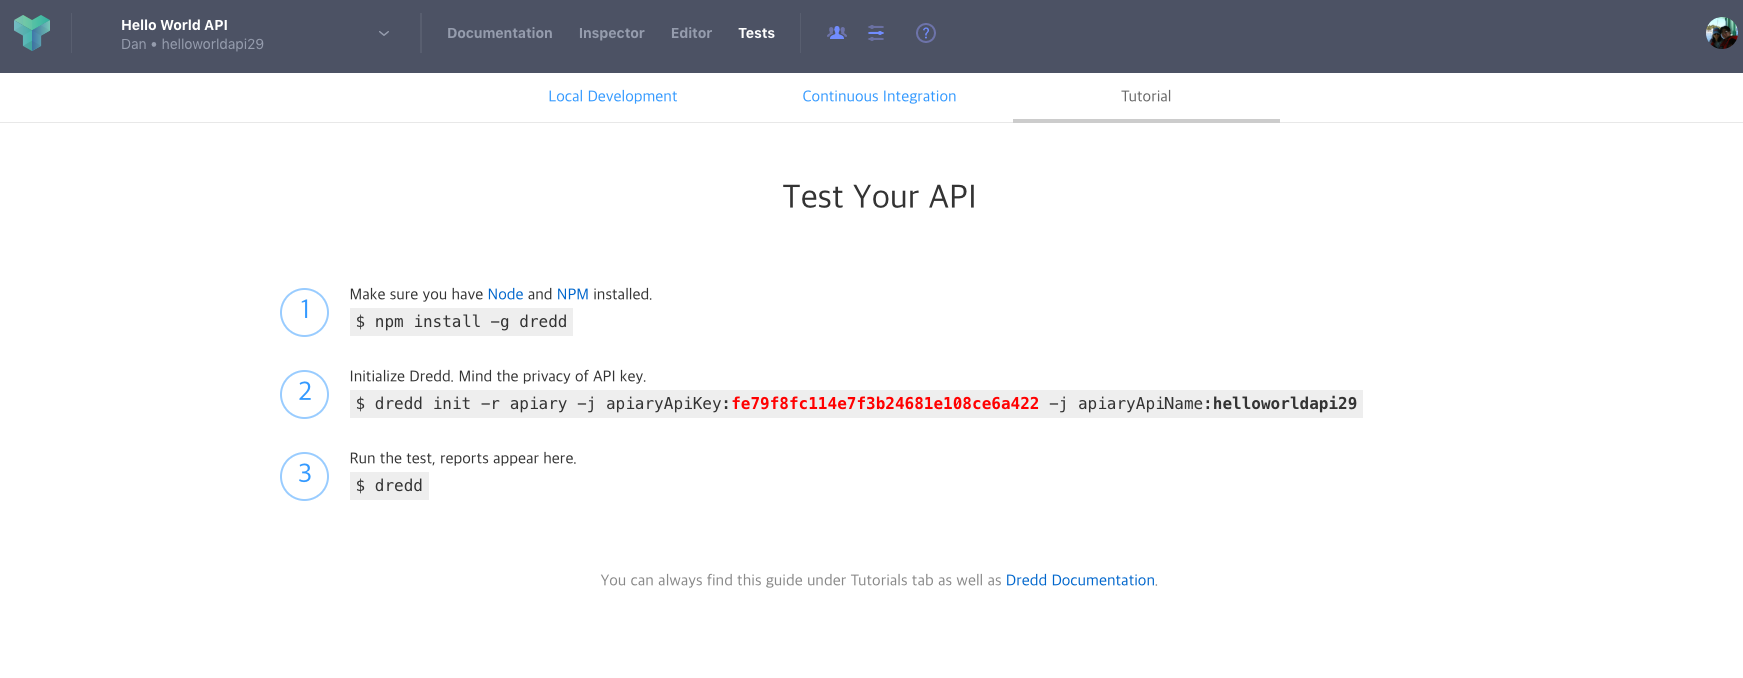 Hello World API
Dan • helloworldapi29
Documentation Inspector Editor Tests
?
Local Development Continuous Integration Tutorial
Test Your API
1
Make sure you have Node and NPM installed.
$ npm install -g dredd
2
Initialize Dredd. Mind the privacy of API key.
$ dredd init -r apiary -j apiaryApiKey:fe79f8fc114e7f3b24681e108ce6a422 -j apiaryApiName:helloworldapi29
3
Run the test, reports appear here.
$ dredd
You can always find this guide under Tutorials tab as well as Dredd Documentation.